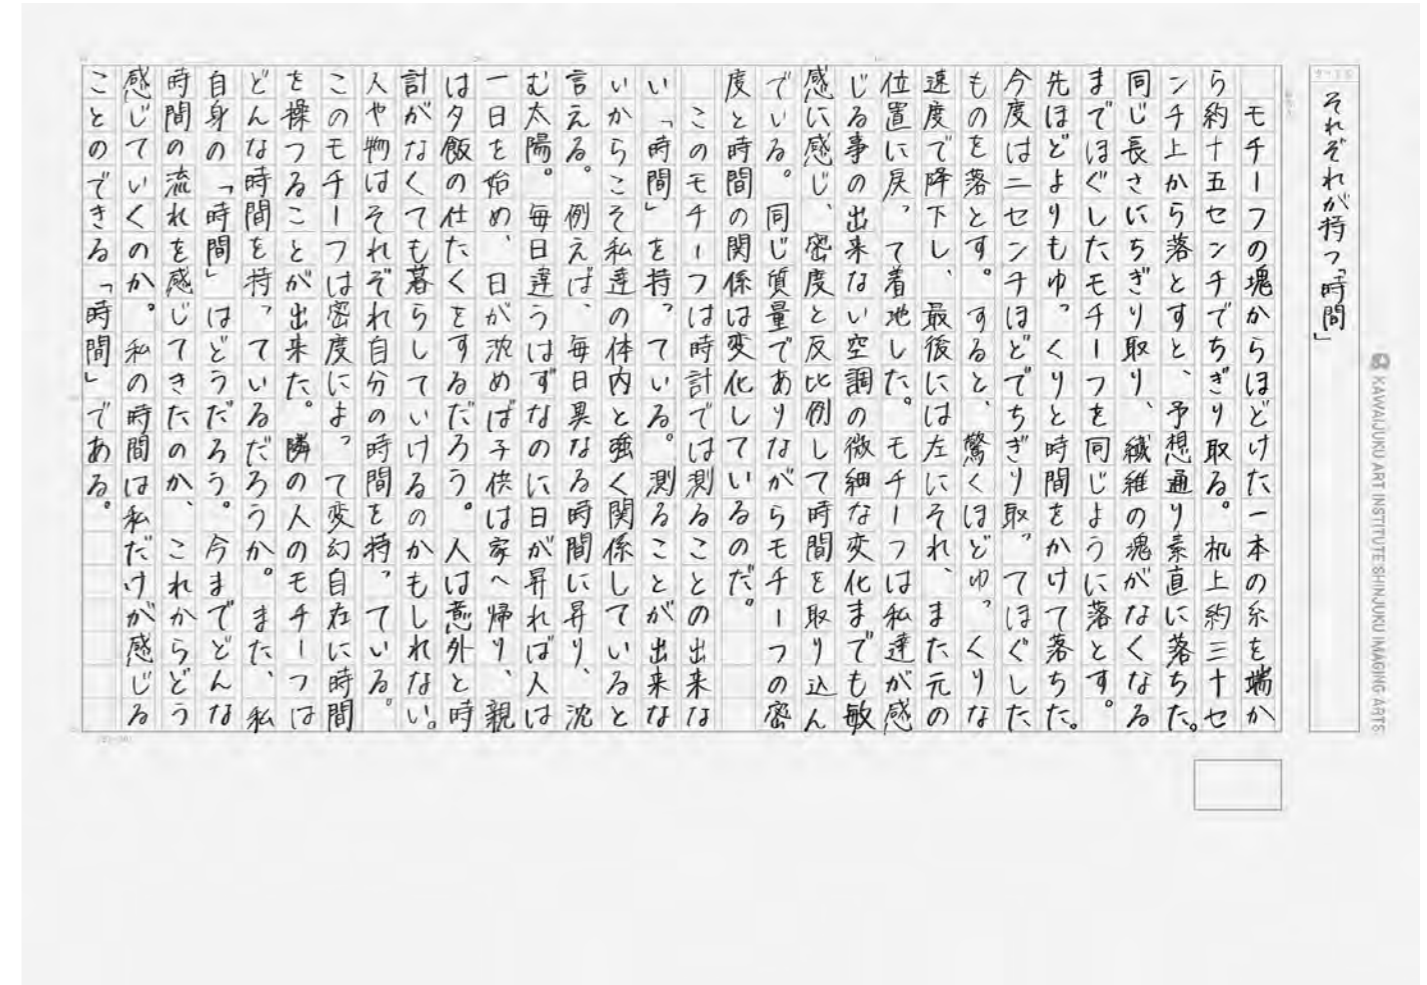 それぞれが持つ「時間」
モチーフの塊からほどけた一本の糸を端か
ら約十五センチでちぎり取る。机上約三十セ
ンチ上から落とすと、予想通り素直に落ちた。
同じ長さにちぎり取り、繊維の塊がなくなる
までほぐしたモチーフを同じように落とす。
先ほどよりもゆっくりと時間をかけて落ちた。
今度は二センチほどでちぎり取ってほぐした
ものを落とす。すると、驚くほどゆっくりな
速度で降下し、最後には左にそれ、また元の
位置に戻って着地した。モチーフは私達が感
じる事の出来ない空調の微細な変化までも敏
感に感じ、密度と反比例して時間を取り込ん
でいる。同じ質量でありながらモチーフの密
度と時間の関係は変化しているのだ。
このモチーフは時計では測ることの出来な
い「時間」を持っている。測ることが出来な
いからこそ私達の体内と強く関係していると
言える。例えば、毎日異なる時間に昇り、沈
む太陽。毎日違うはずなのに日が昇れば人は
一日を始め、日が沈めば子供は家へ帰り、親
は夕飯の仕たくをするだろう。人は意外と時
計がなくても暮らしていけるのかもしれない。
人や物はそれぞれ自分の時間を持っている。
このモチーフは密度によって変幻自在に時間
を操つることが出来た。隣の人のモチーフは
どんな時間を持っているだろうか。また、私
自身の「時間」はどうだろう。今までどんな
時間の流れを感じてきたのか、これからどう
感じていくのか。私の時間は私だけが感じる
ことのできる「時間」である。
KAWAIJUKU ART INSTITUTE SHINJUKU IMAGING ARTS